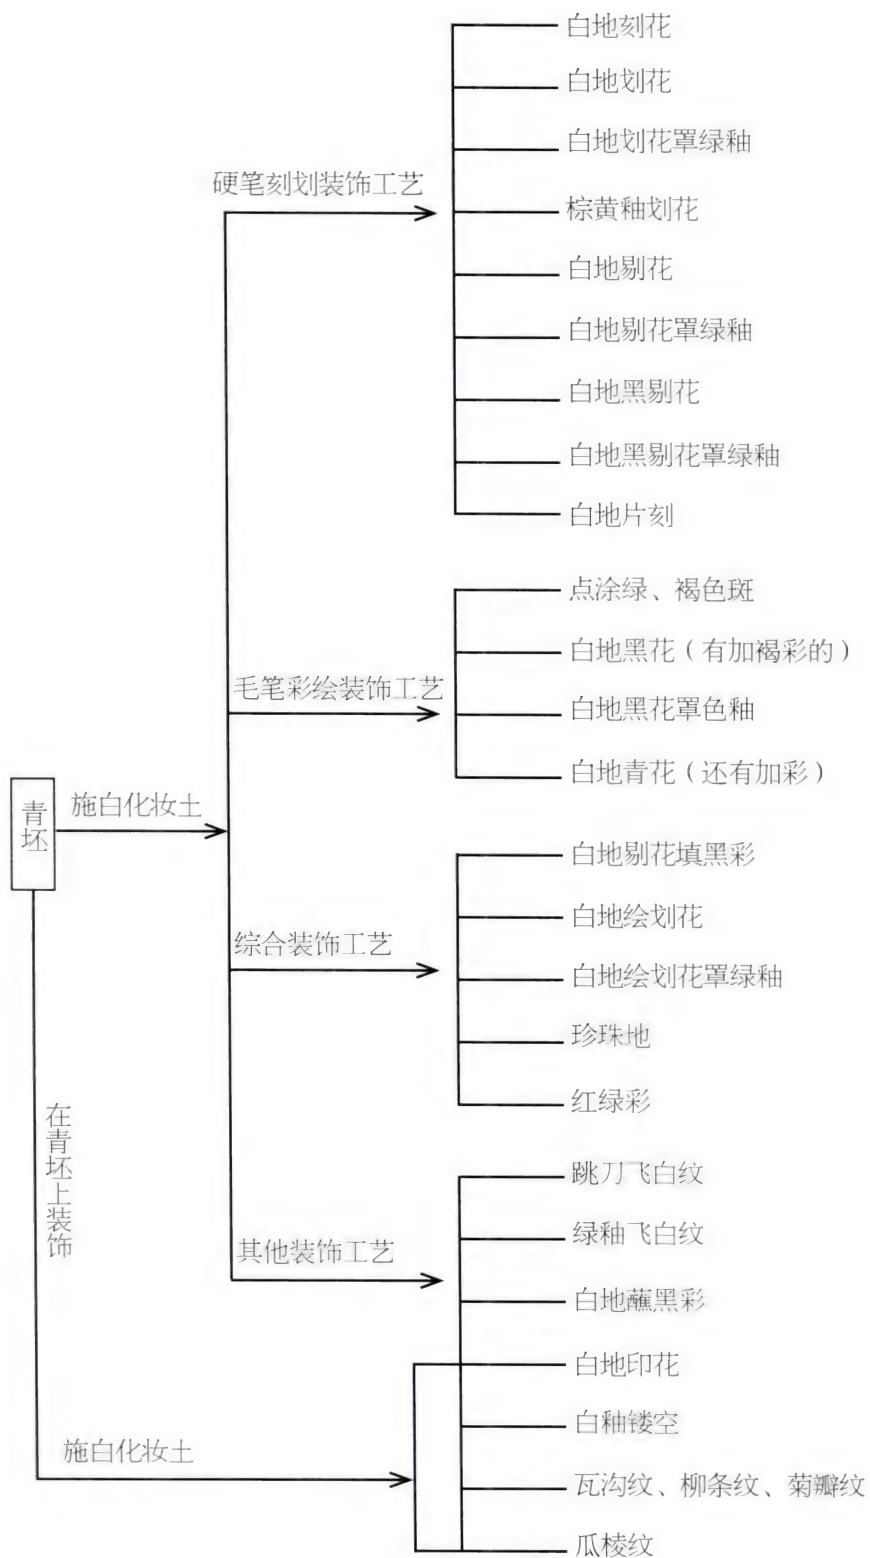 白地刻花
白地划花
白地划花罩绿釉
硬笔刻划装饰工艺
棕黄釉划花
白地剔花
白地剔花罩绿釉
白地黑剔花
白地黑剔花罩绿釉
白地片刻
点涂绿、褐色斑
白地黑花(有加褐彩的)
毛笔彩绘装饰工艺
白地黑花罩色釉
白地青花(还有加彩)
青坯
施白化妆土
白地剔花填黑彩
白地绘划花
综合装饰工艺
白地绘划花罩绿釉
珍珠地
红绿彩
在青坯上装饰
跳刀飞白纹
绿釉飞白纹
其他装饰工艺
白地蘸黑彩
白地印花
白釉镂空
施白化妆土
瓦沟纹、柳条纹、菊瓣纹
瓜棱纹